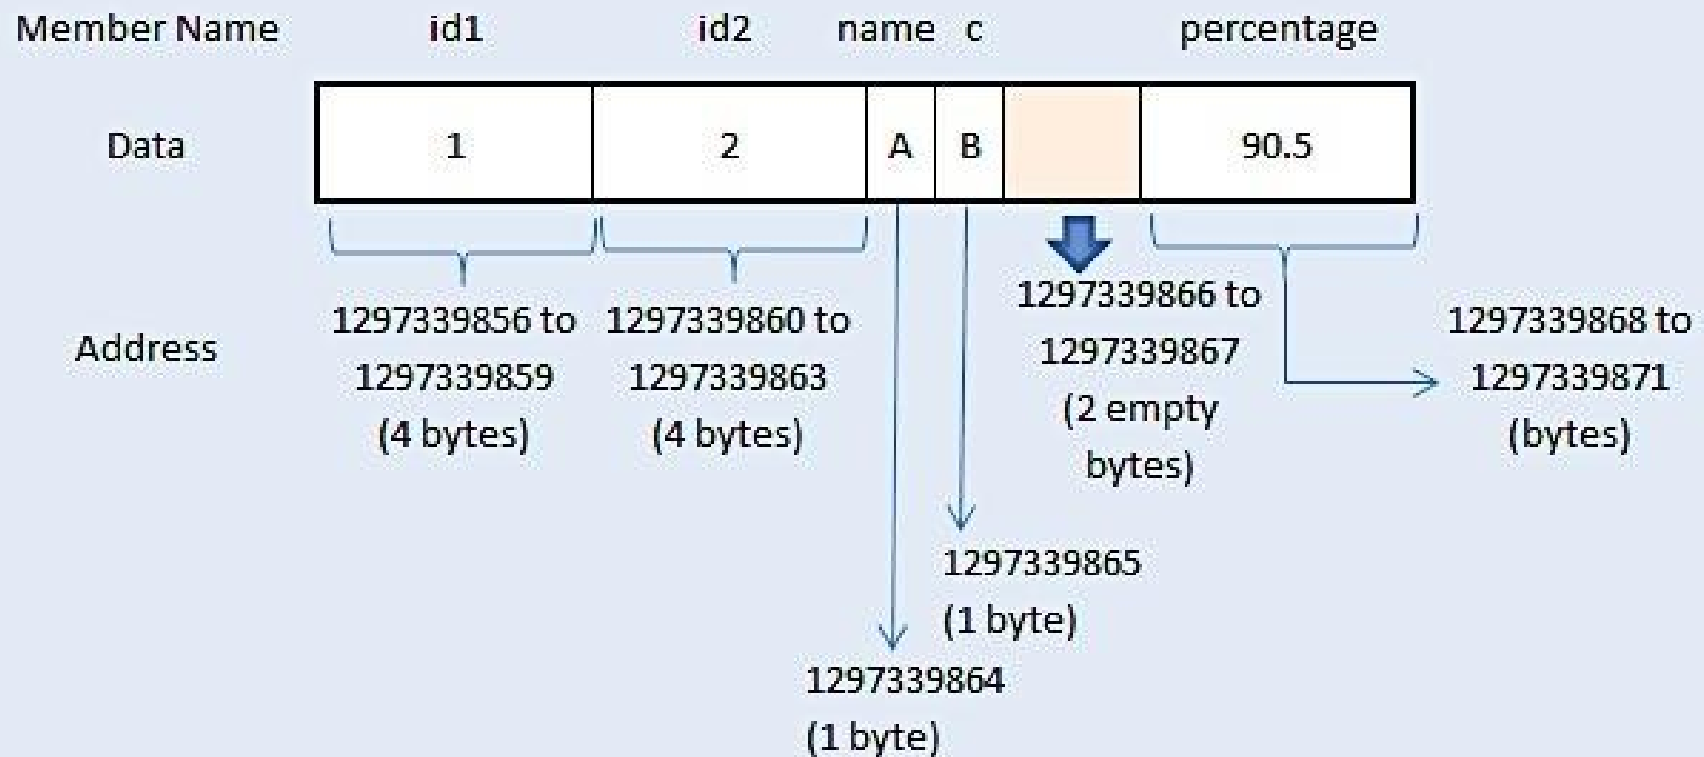 Member Name id1 id2 name c percentage
Data 1 2 A B 90.5
Address
1297339856 to
1297339859
(4 bytes)
1297339860 to
1297339863
(4 bytes)
1297339866 to
1297339867
(2 empty
bytes)
1297339868 to
1297339871
(bytes)
1297339865
(1 byte)
1297339864
(1 byte)